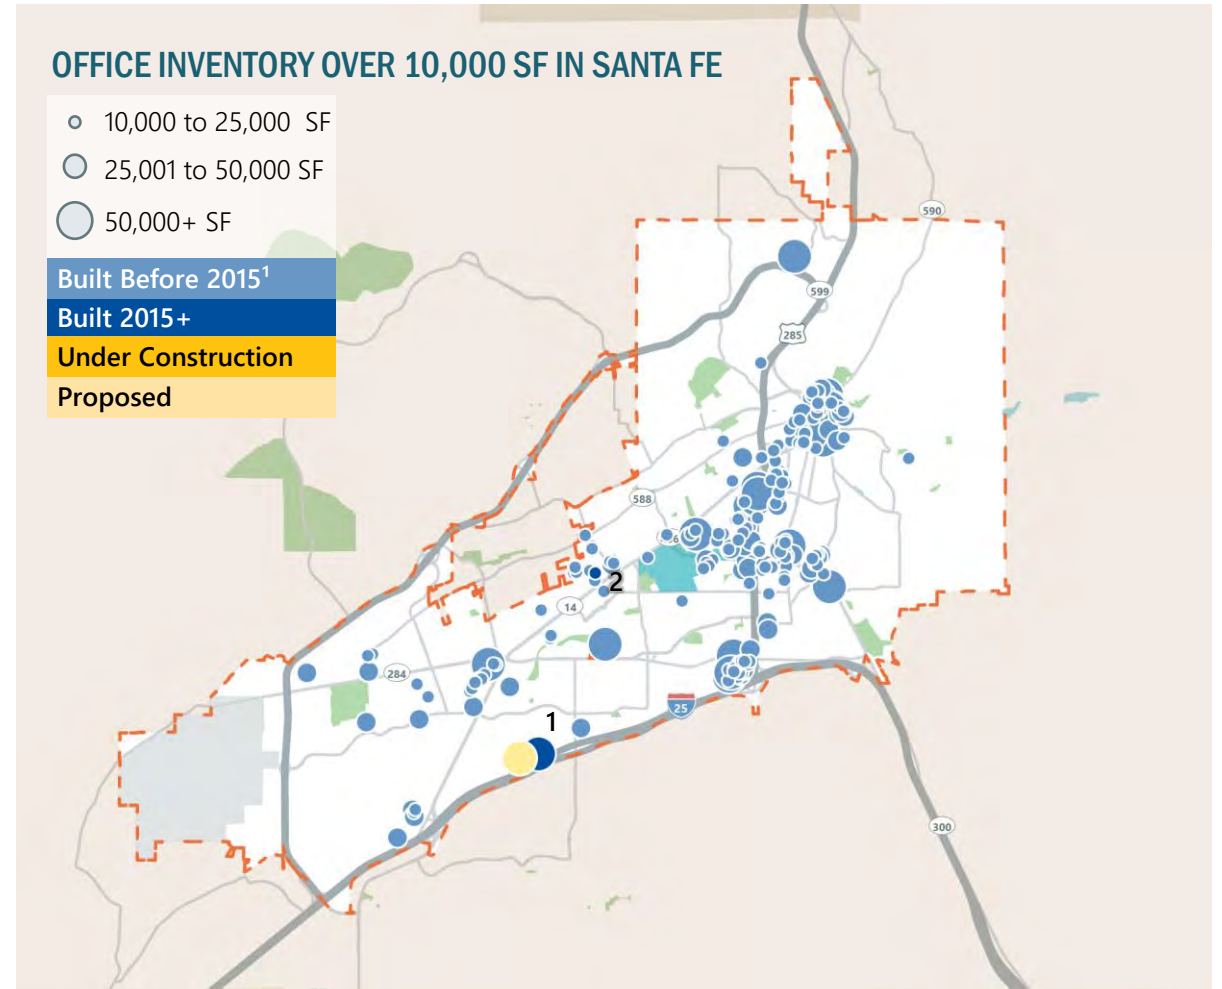 OFFICE INVENTORY OVER 10,000 SF IN SANTA FE
10,000 to 25,000 SF
25,001 to 50,000 SF
50,000+ SF
Built Before 2015¹
Built 2015+
Under Construction
Proposed
590
599
285
588
6
2
14
284
1
25
300